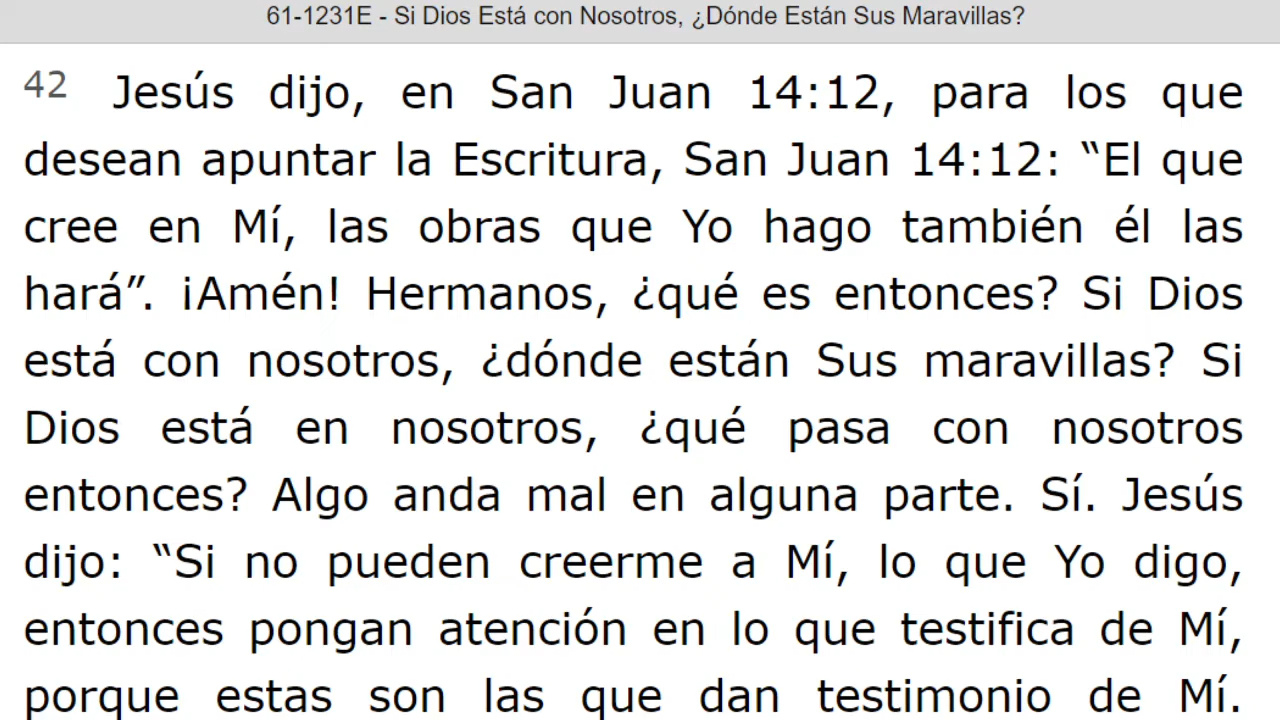 61-1231E - Si Dios Está con Nosotros, ¿Dónde Están Sus Maravillas?
42 Jesús dijo, en San Juan 14:12, para los que
desean apuntar la Escritura, San Juan 14:12: “El que
cree en Mí, las obras que Yo hago también él las
hará”. ¡Amén! Hermanos, ¿qué es entonces? Si Dios
está con nosotros, ¿dónde están Sus maravillas? Si
Dios está en nosotros, ¿qué pasa con nosotros
entonces? Algo anda mal en alguna parte. Sí. Jesús
dijo: “Si no pueden creerme a Mí, lo que Yo digo,
entonces pongan atención en lo que testifica de Mí,
porque estas son las que dan testimonio de Mí.